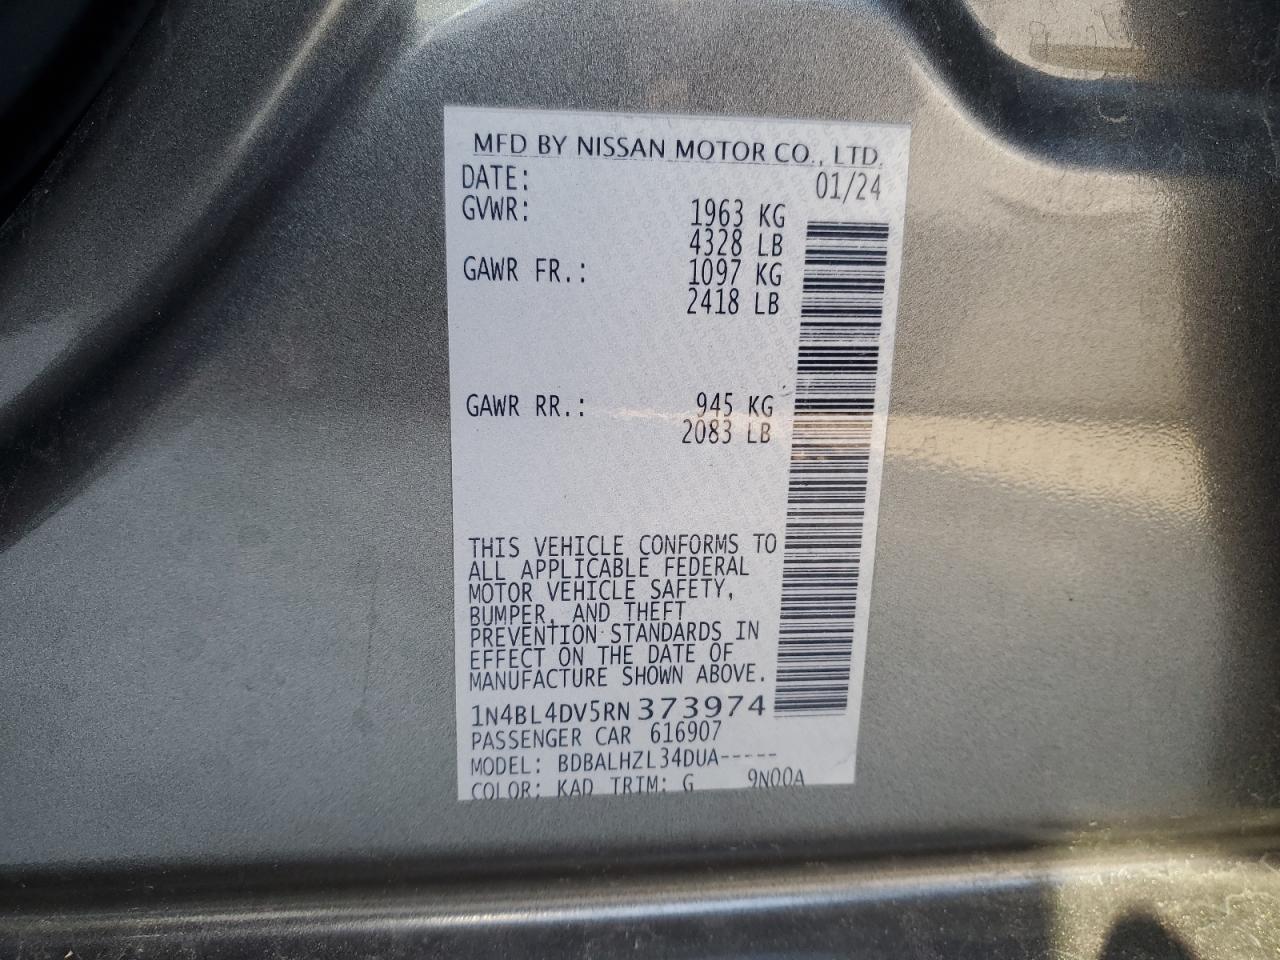 MFD BY NISSAN MOTOR CO., LTD.
DATE: 01/24
GVWR: 1963 KG
4328 LB
GAWR FR.: 1097 KG
2418 LB
GAWR RR.: 945 KG
2083 LB
THIS VEHICLE CONFORMS TO
ALL APPLICABLE FEDERAL
MOTOR VEHICLE SAFETY,
BUMPER, AND THEFT
PREVENTION STANDARDS IN
EFFECT ON THE DATE OF
MANUFACTURE SHOWN ABOVE.
1N4BL4DV5RN373974
PASSENGER CAR 616907
MODEL: BDBALHZL34DUA-----
COLOR: KAD TRIM: G 9N00A